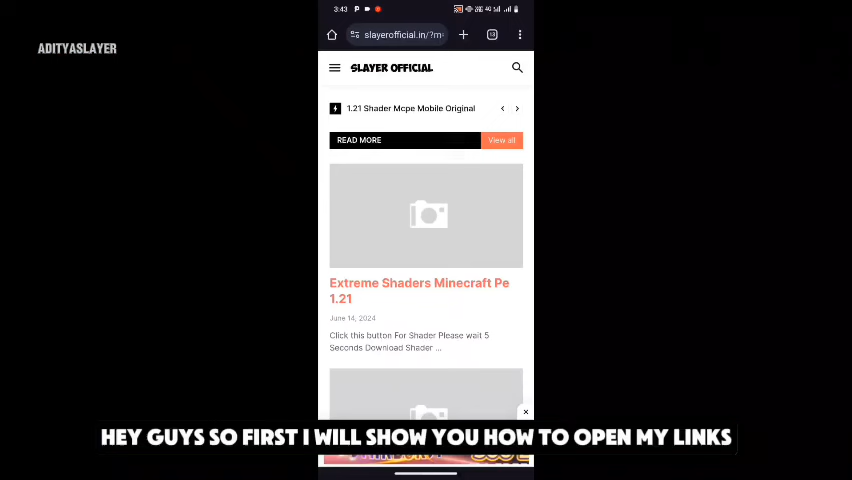 3:43
4G
ADITYASLAYER
slayerofficial.in/?m
SLAYER OFFICIAL
1.21 Shader Mcpe Mobile Original
READ MORE
View all
Extreme Shaders Minecraft Pe
1.21
June 14, 2024
Click this button For Shader Please wait 5
Seconds Download Shader ...
HEY GUYS SO FIRST I WILL SHOW YOU HOW TO OPEN MY LINKS